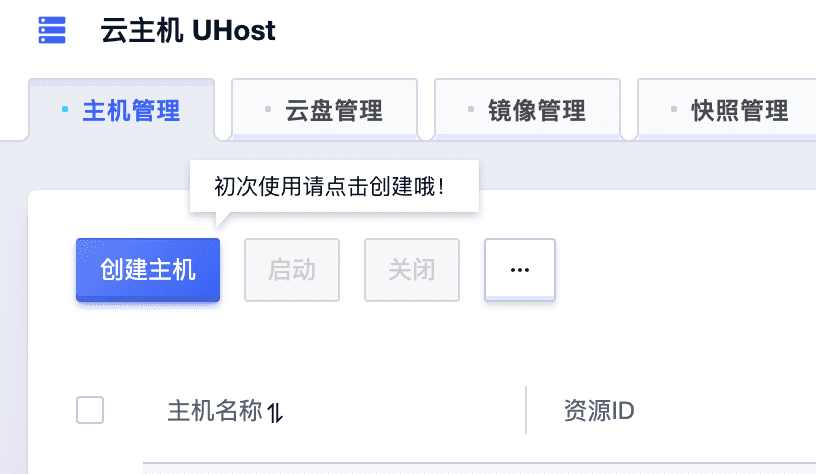 云主机 UHost
主机管理 云盘管理 镜像管理 快照管理
初次使用请点击创建哦！
创建主机 启动 关闭 ...
主机名称 资源ID